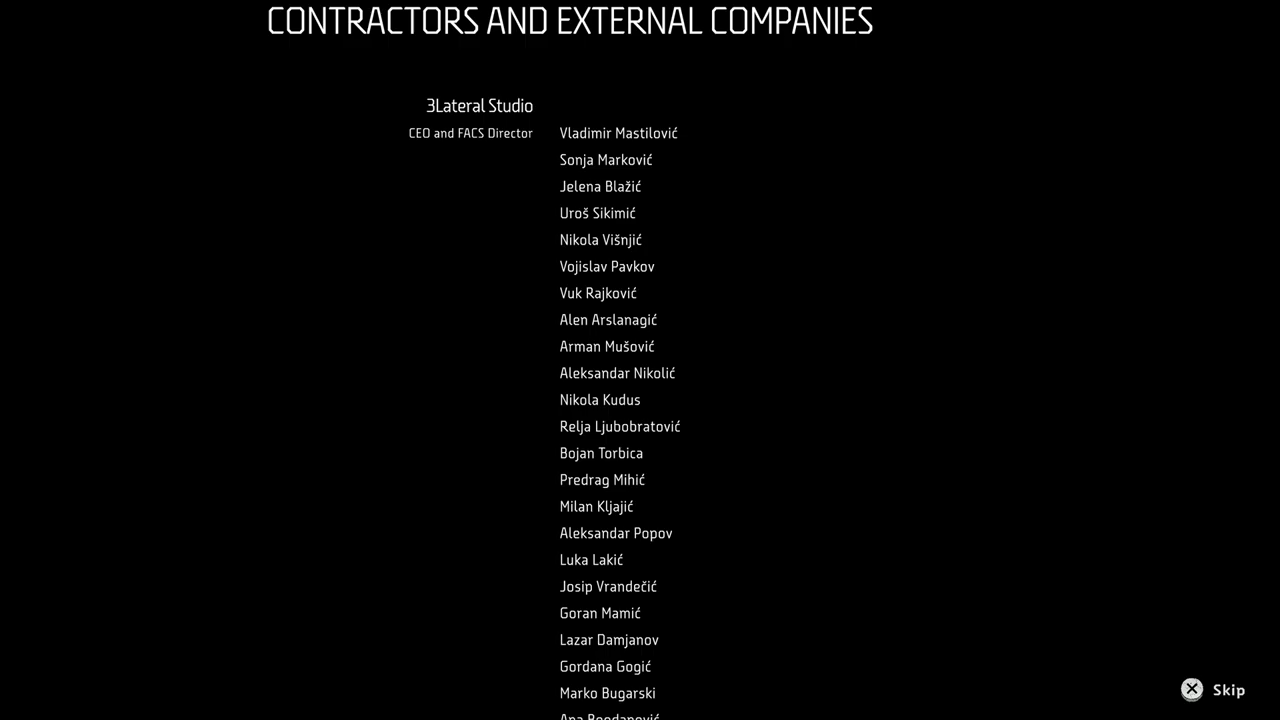 CONTRACTORS AND EXTERNAL COMPANIES
3Lateral Studio
CEO and FACS Director Vladimir Mastilović
Sonja Marković
Jelena Blažić
Uroš Sikimić
Nikola Višnjić
Vojislav Pavkov
Vuk Rajković
Alen Arslanagić
Arman Mušović
Aleksandar Nikolić
Nikola Kudus
Relja Ljubobratović
Bojan Torbica
Predrag Mihić
Milan Kljajić
Aleksandar Popov
Luka Lakić
Josip Vrandečić
Goran Mamić
Lazar Damjanov
Gordana Gogić
Marko Bugarski
Ana Bogdanović
Skip